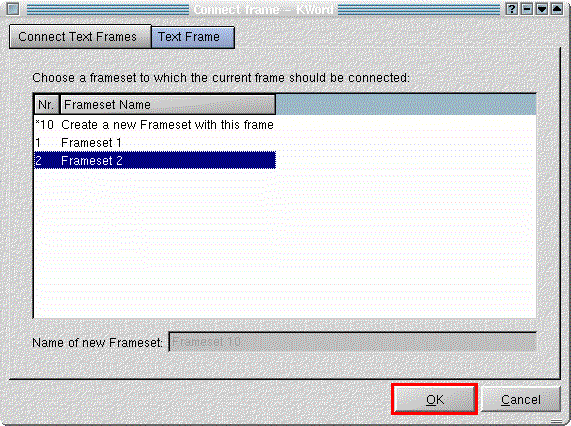 Connect frame - KWord
Connect Text Frames Text Frame
Choose a frameset to which the current frame should be connected:
Nr. Frameset Name
*10 Create a new Frameset with this frame
1 Frameset 1
2 Frameset 2
Name of new Frameset: Frameset 10
OK Cancel